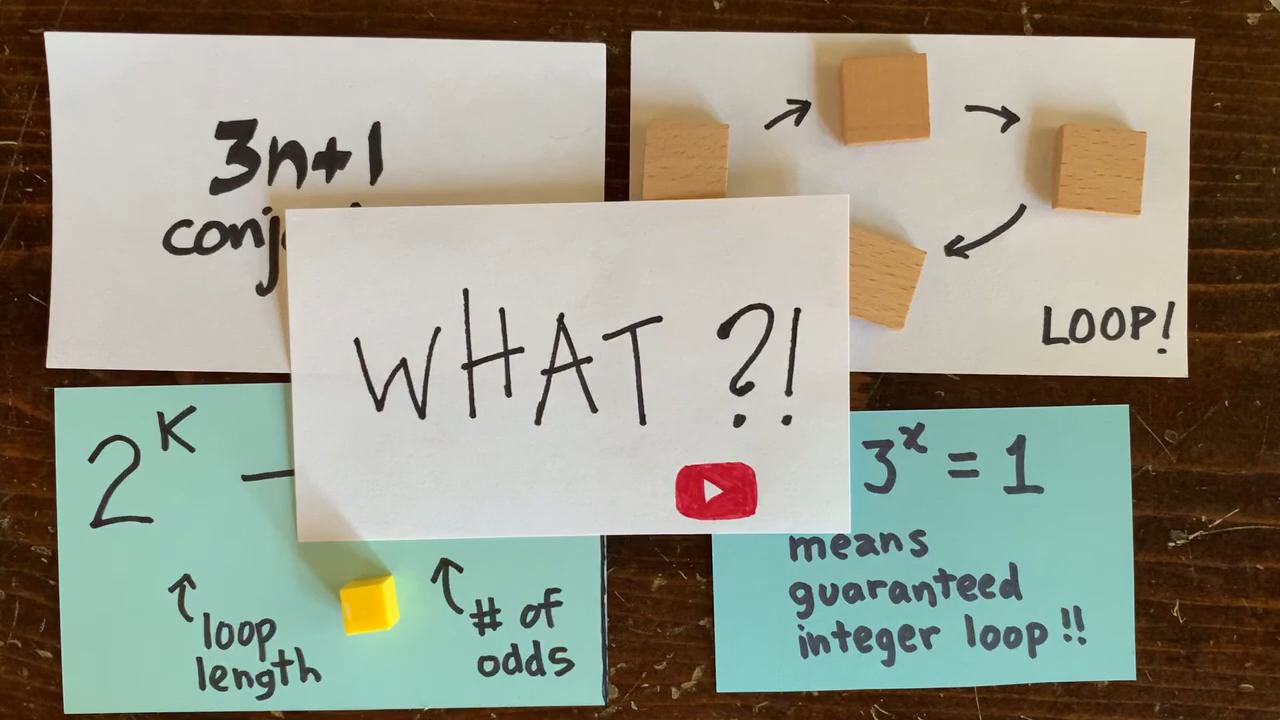 3n+1
LOOP!
WHAT ?!
2^K —
3^x = 1
means
guaranteed
integer loop !!
↑ loop
length
↑ # of
odds